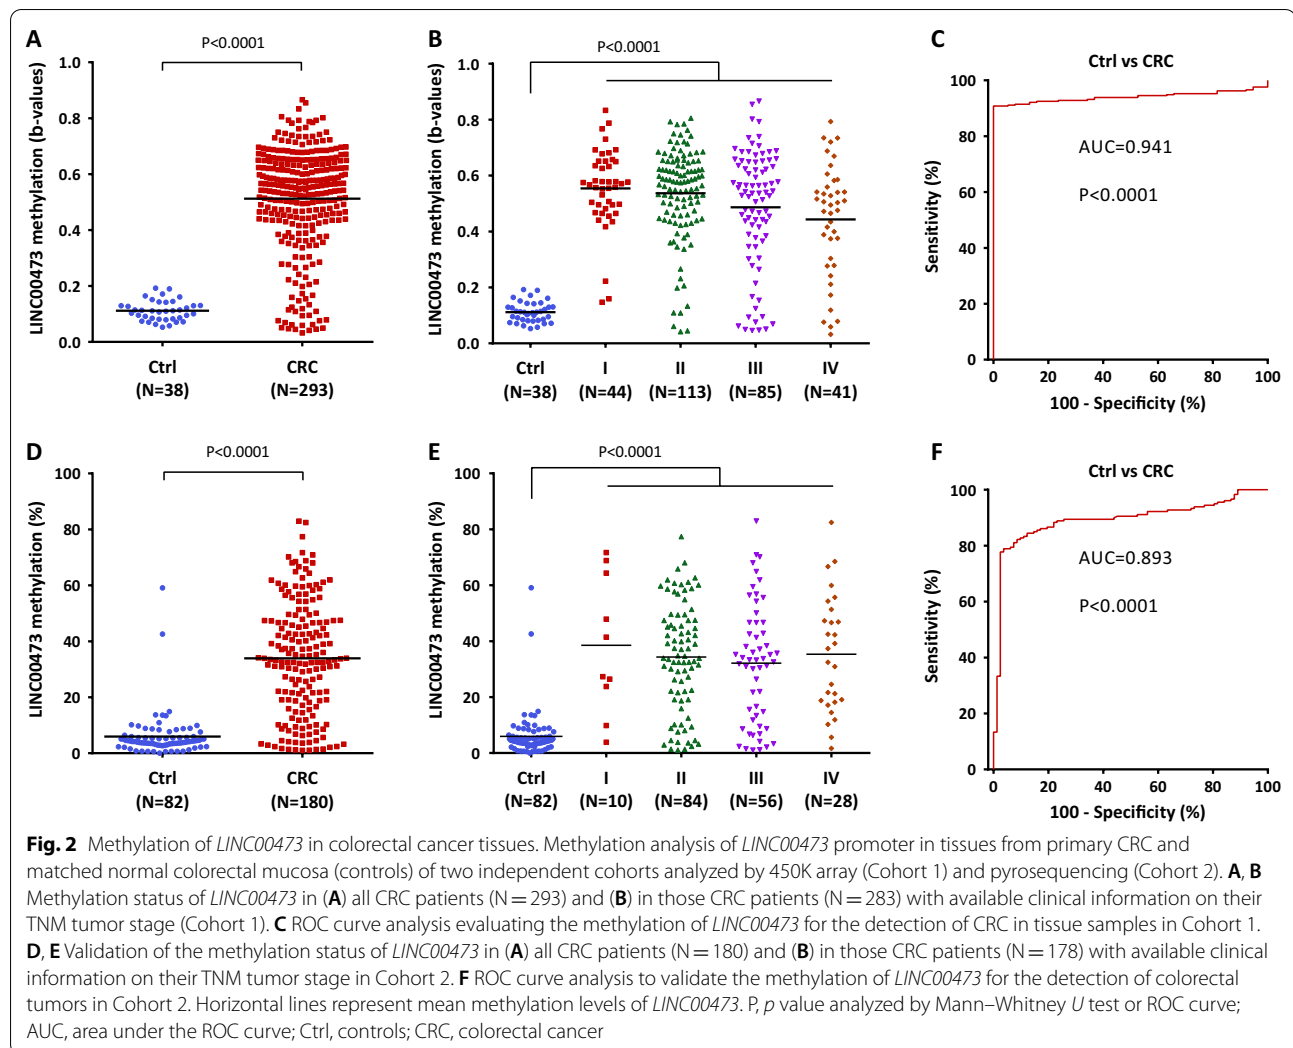 A
P<0.0001
LINC00473 methylation (b-values)
1.0
0.8
0.6
0.4
0.2
0.0
Ctrl
(N=38)
CRC
(N=293)
B
P<0.0001
LINC00473 methylation (b-values)
1.0
0.8
0.6
0.4
0.2
0.0
Ctrl
(N=38)
I
(N=44)
II
(N=113)
III
(N=85)
IV
(N=41)
C
Ctrl vs CRC
Sensitivity (%)
100
80
60
40
20
0
AUC=0.941
P<0.0001
0 20 40 60 80 100
100 - Specificity (%)
D
P<0.0001
LINC00473 methylation (%)
100
80
60
40
20
0
Ctrl
(N=82)
CRC
(N=180)
E
P<0.0001
LINC00473 methylation (%)
100
80
60
40
20
0
Ctrl
(N=82)
I
(N=10)
II
(N=84)
III
(N=56)
IV
(N=28)
F
Ctrl vs CRC
Sensitivity (%)
100
80
60
40
20
0
AUC=0.893
P<0.0001
0 20 40 60 80 100
100 - Specificity (%)
Fig. 2 Methylation of LINC00473 in colorectal cancer tissues. Methylation analysis of LINC00473 promoter in tissues from primary CRC and
matched normal colorectal mucosa (controls) of two independent cohorts analyzed by 450K array (Cohort 1) and pyrosequencing (Cohort 2). A, B
Methylation status of LINC00473 in (A) all CRC patients (N = 293) and (B) in those CRC patients (N = 283) with available clinical information on their
TNM tumor stage (Cohort 1). C ROC curve analysis evaluating the methylation of LINC00473 for the detection of CRC in tissue samples in Cohort 1.
D, E Validation of the methylation status of LINC00473 in (A) all CRC patients (N = 180) and (B) in those CRC patients (N = 178) with available clinical
information on their TNM tumor stage in Cohort 2. F ROC curve analysis to validate the methylation of LINC00473 for the detection of colorectal
tumors in Cohort 2. Horizontal lines represent mean methylation levels of LINC00473. P, p value analyzed by Mann–Whitney U test or ROC curve;
AUC, area under the ROC curve; Ctrl, controls; CRC, colorectal cancer